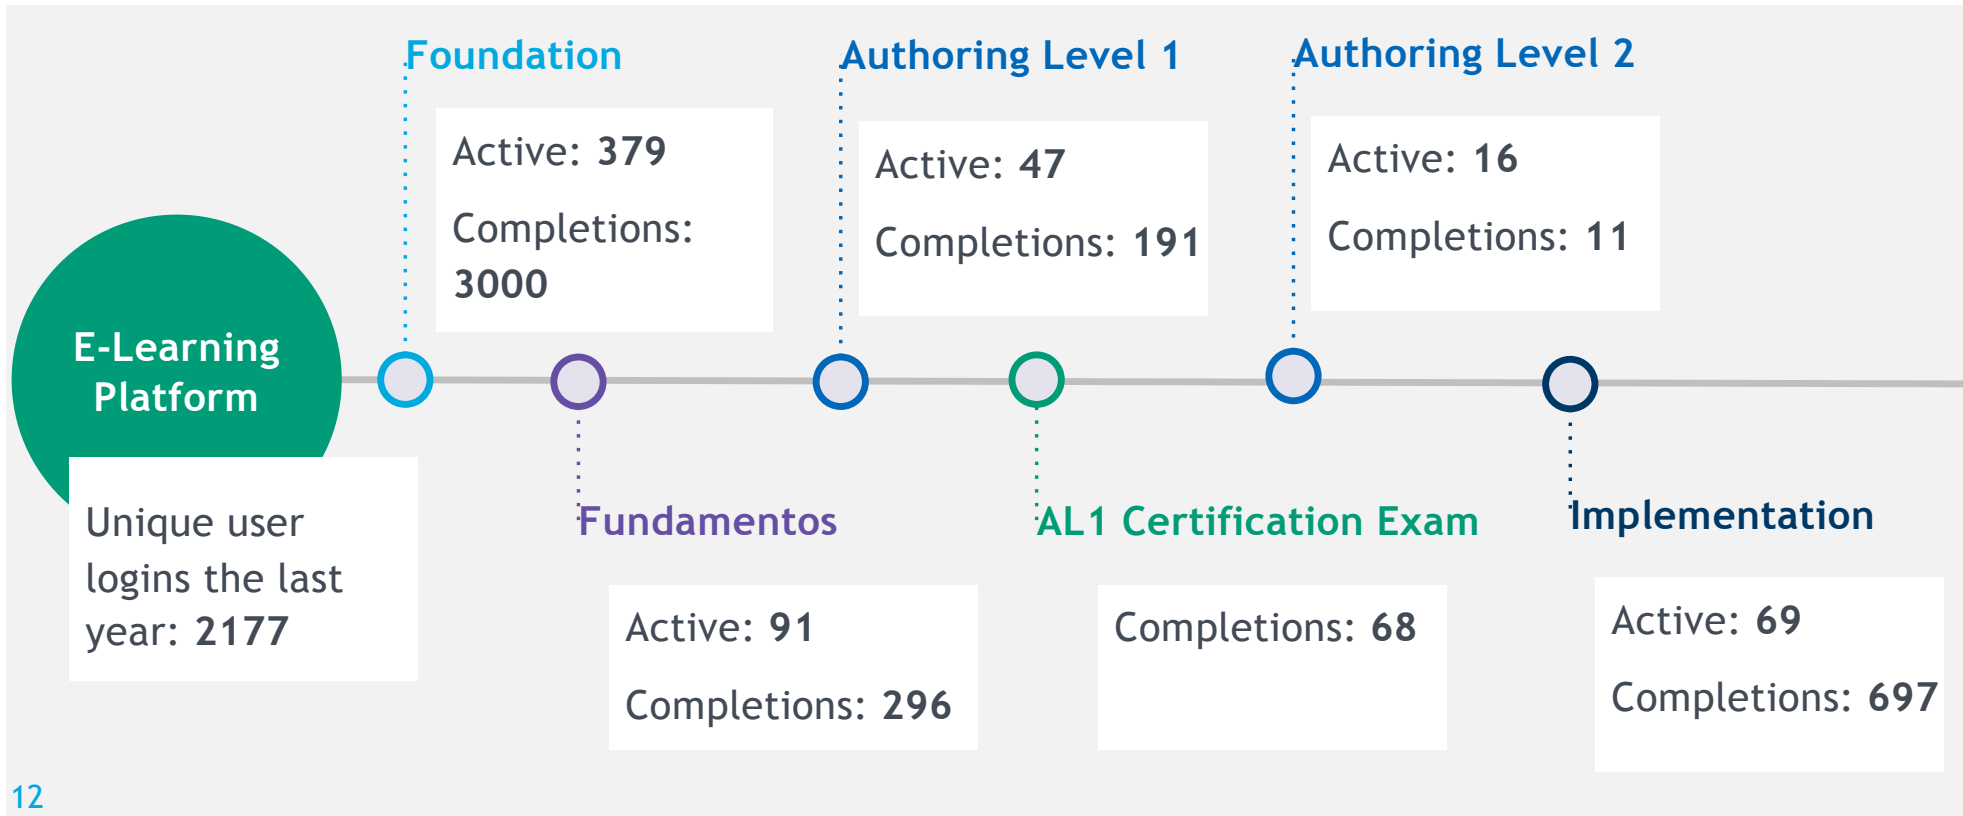 E-Learning
Platform
Unique user
logins the last
year: 2177
Foundation
Active: 379
Completions:
3000
Fundamentos
Active: 91
Completions: 296
Authoring Level 1
Active: 47
Completions: 191
AL1 Certification Exam
Completions: 68
Authoring Level 2
Active: 16
Completions: 11
Implementation
Active: 69
Completions: 697
12